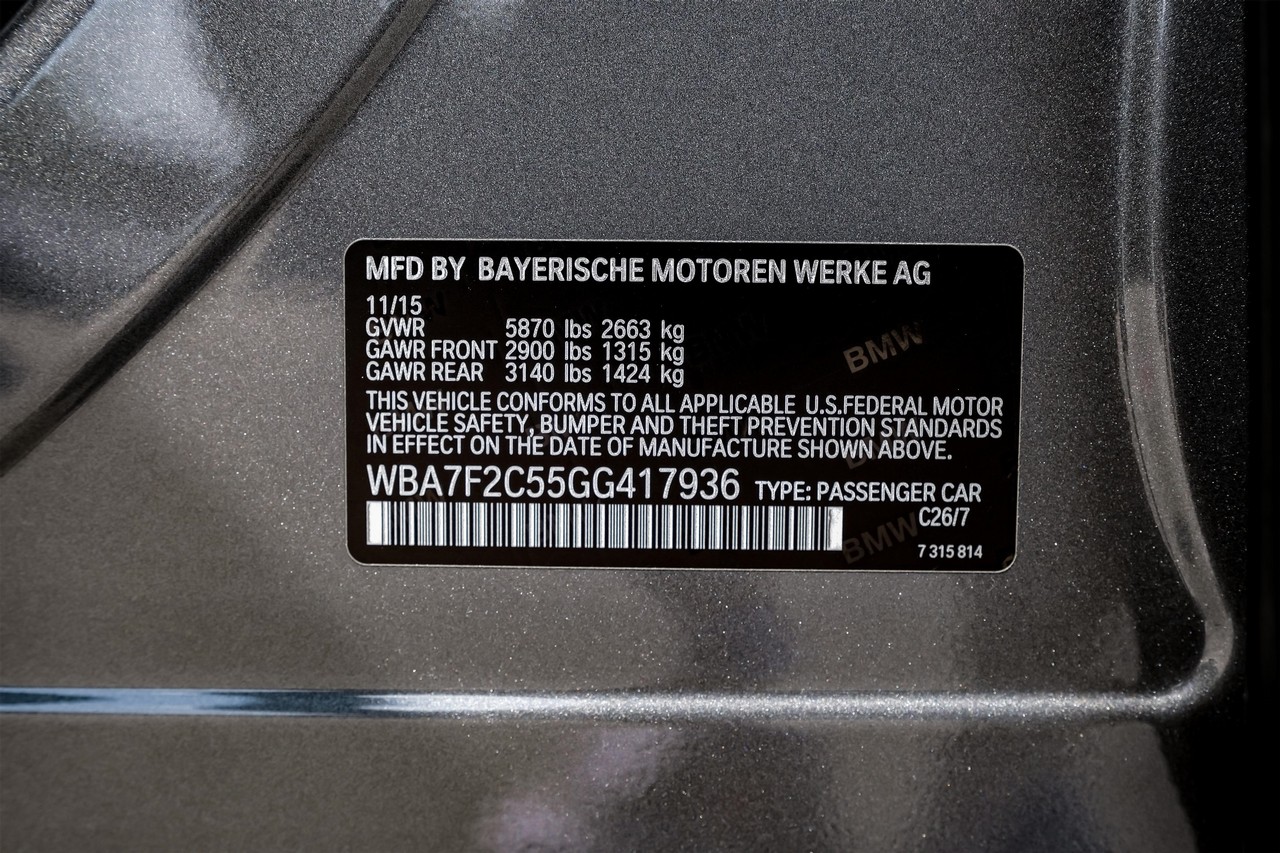 MFD BY BAYERISCHE MOTOREN WERKE AG
11/15
GVWR 5870 lbs 2663 kg
GAWR FRONT 2900 lbs 1315 kg
GAWR REAR 3140 lbs 1424 kg
THIS VEHICLE CONFORMS TO ALL APPLICABLE U.S.FEDERAL MOTOR
VEHICLE SAFETY, BUMPER AND THEFT PREVENTION STANDARDS
IN EFFECT ON THE DATE OF MANUFACTURE SHOWN ABOVE.
WBA7F2C55GG417936 TYPE: PASSENGER CAR
C26/7
7 315 814
BMW
BMW